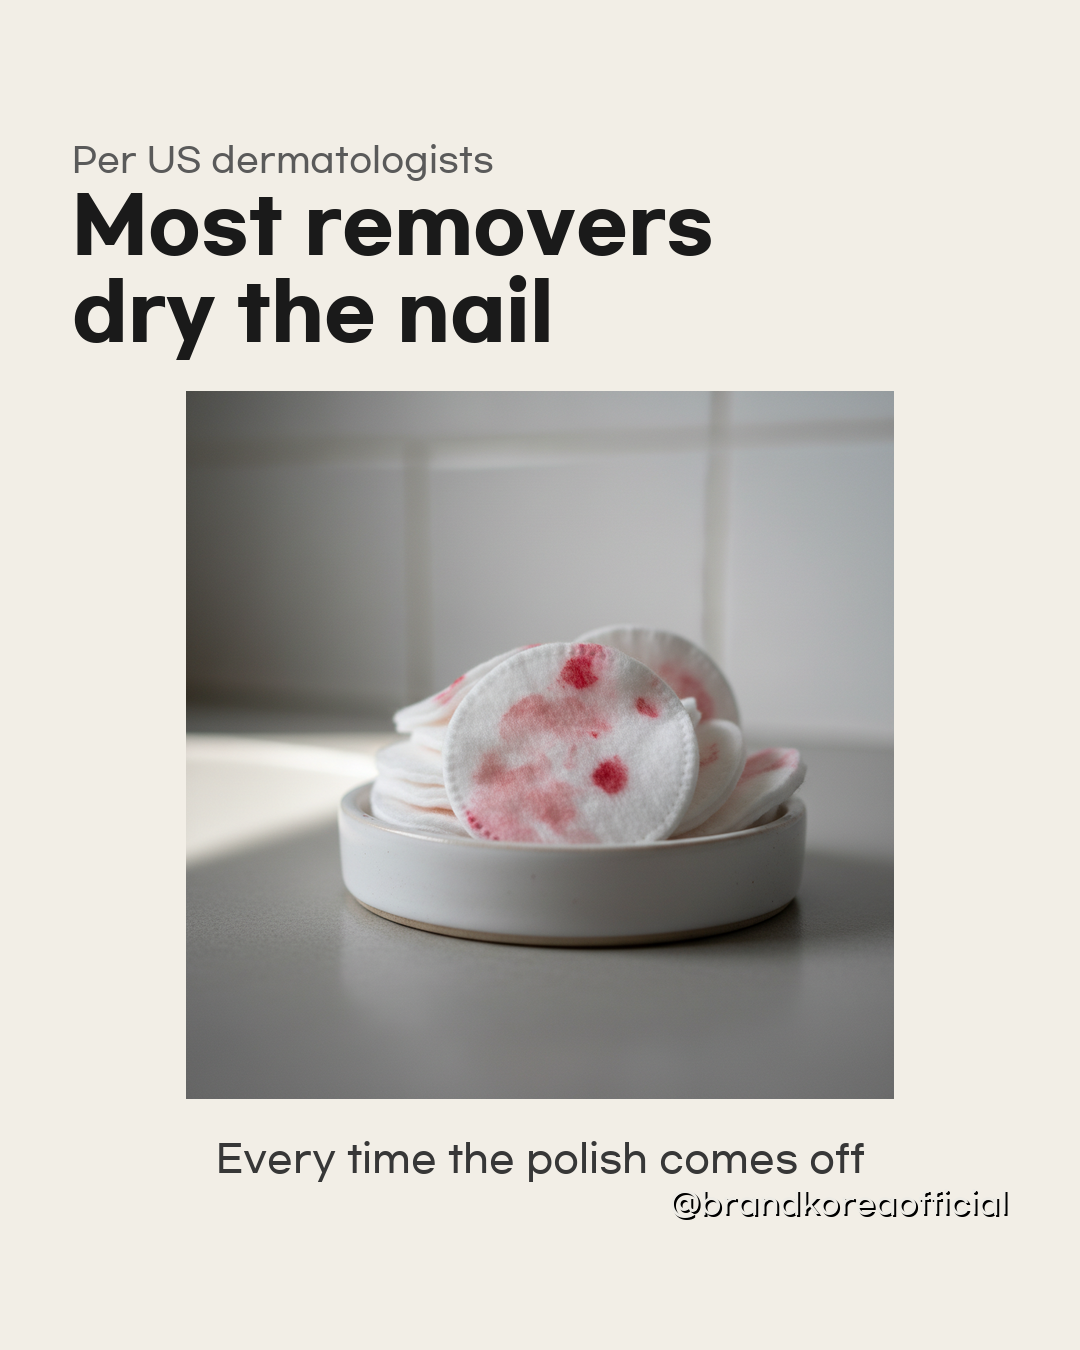 Per US dermatologists
Most removers
dry the nail
Every time the polish comes off
@brandkoreaofficial